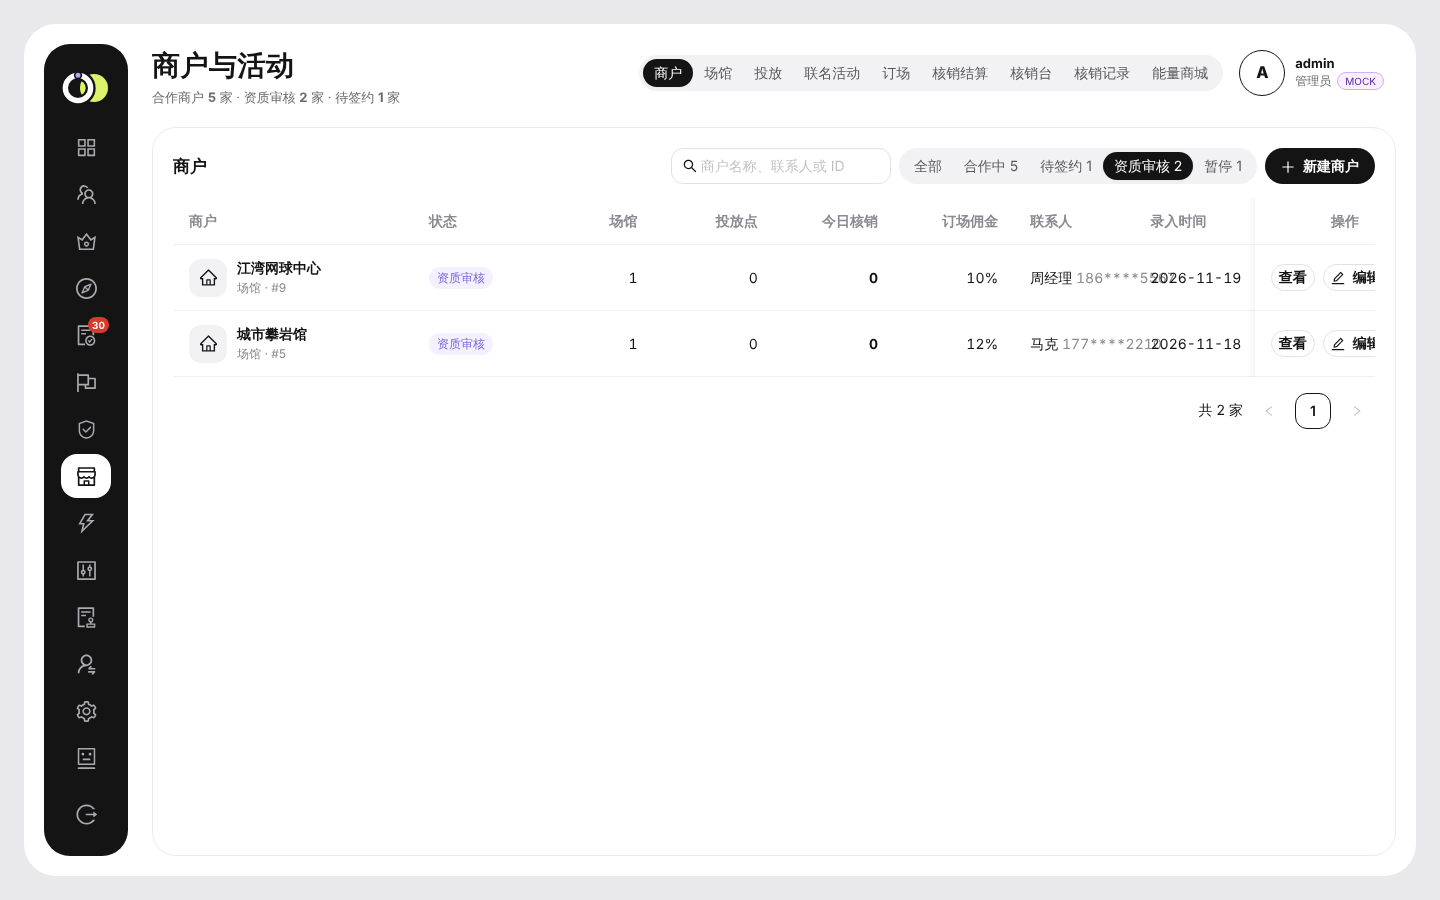 商户与活动
合作商户 5 家 · 资质审核 2 家 · 待签约 1 家
商户 场馆 投放 联名活动 订场 核销结算 核销台 核销记录 能量商城
A
admin
管理员 MOCK
30
商户
商户名称、联系人或 ID
全部 合作中 5 待签约 1 资质审核 2 暂停 1
新建商户
商户 状态 场馆 投放点 今日核销 订场佣金 联系人 录入时间 操作
江湾网球中心
场馆 · #9
资质审核 1 0 0 10% 周经理 186****5 2026-11-19 查看 编辑
城市攀岩馆
场馆 · #5
资质审核 1 0 0 12% 马克 177****221 2026-11-18 查看 编辑
共 2 家 1